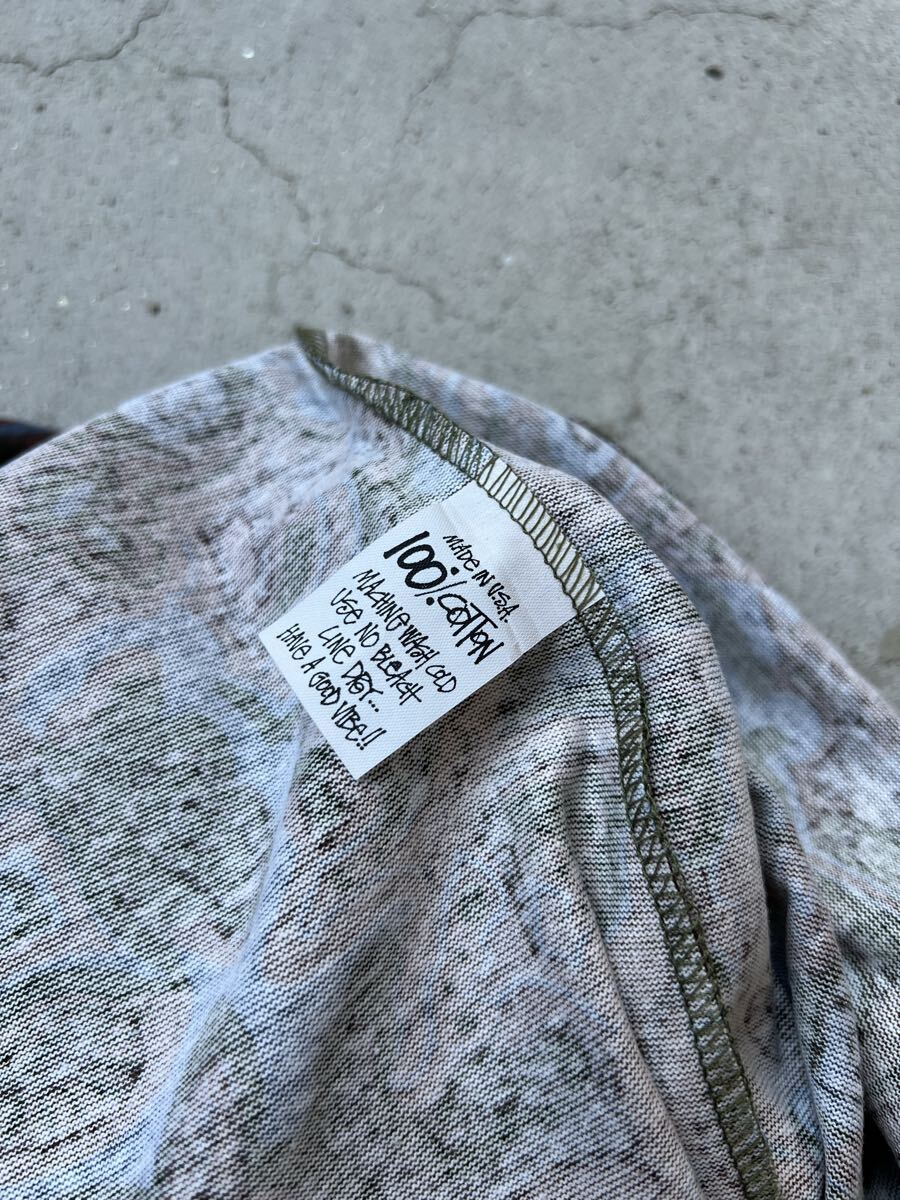 MADE IN U.S.A.
100% COTTON
MACHINE WASH COLD
USE NO BLEACH
LINE DRY...
HAVE A GOOD VIBE!!